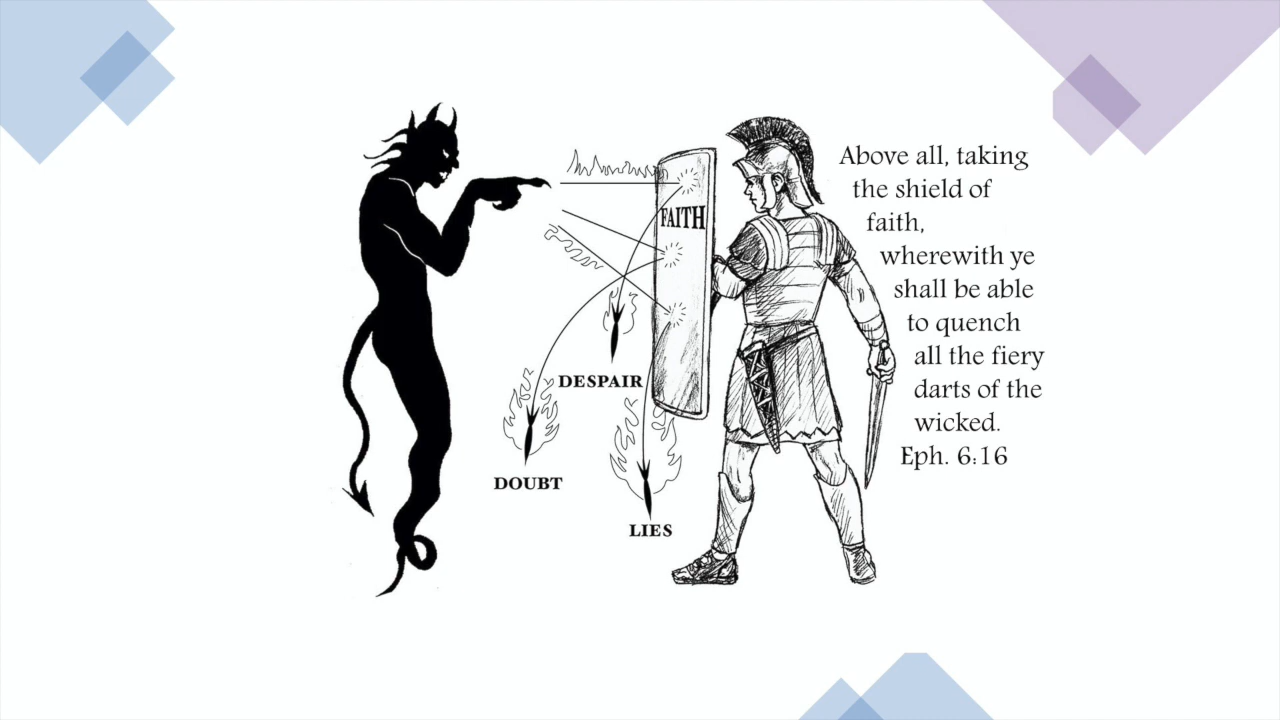 FAITH
DESPAIR
DOUBT
LIES
Above all, taking
the shield of
faith,
wherewith ye
shall be able
to quench
all the fiery
darts of the
wicked.
Eph. 6:16